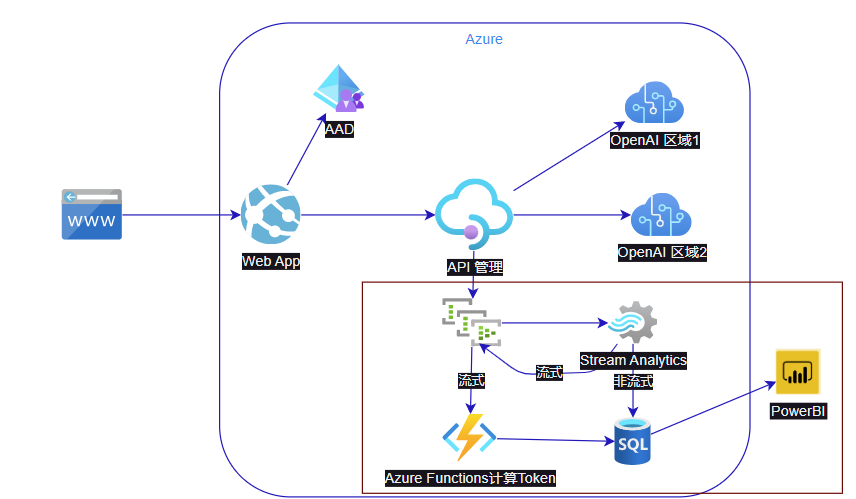 Azure
AAD
OpenAI 区域1
WWW
Web App
API 管理
OpenAI 区域2
Stream Analytics
流式
流式
非流式
PowerBI
SQL
Azure Functions计算Token